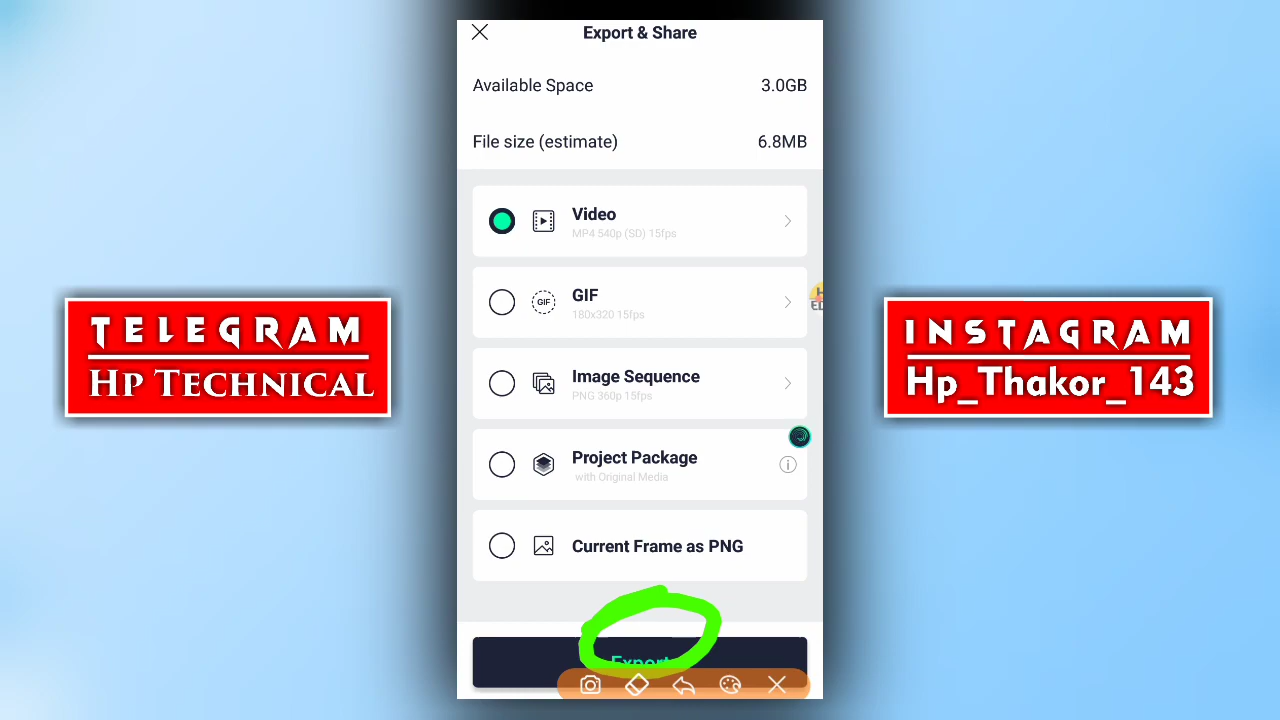 Export & Share
Available Space 3.0GB
File size (estimate) 6.8MB
Video
MP4 540p (SD) 15fps
GIF
GIF
180x320 15fps
Image Sequence
PNG 360p 15fps
Project Package
with Original Media
Current Frame as PNG
Export
TELEGRAM
HP TECHNICAL
INSTAGRAM
Hp_Thakor_143